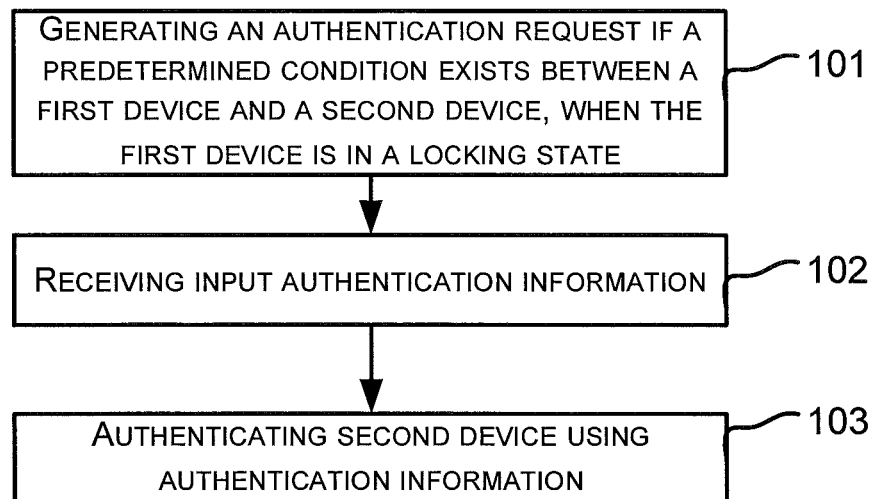 GENERATING AN AUTHENTICATION REQUEST IF A
PREDETERMINED CONDITION EXISTS BETWEEN A
FIRST DEVICE AND A SECOND DEVICE, WHEN THE
FIRST DEVICE IS IN A LOCKING STATE
101
RECEIVING INPUT AUTHENTICATION INFORMATION
102
AUTHENTICATING SECOND DEVICE USING
AUTHENTICATION INFORMATION
103